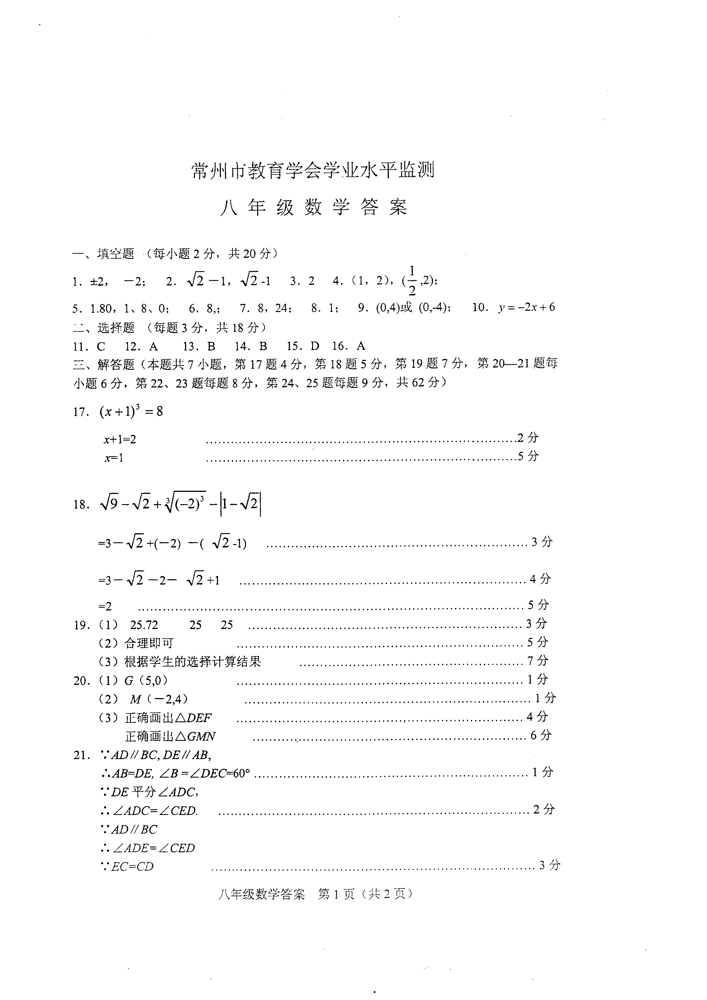 常州市教育学会学业水平监测
八年级数学答案
一、填空题 （每小题2分，共20分）
1. ±2， －2； 2. √2－1，√2-1 3. 2 4.（1，2），(1/2,2)；
5. 1.80，1、8、0； 6. 8,； 7. 8，24； 8. 1； 9. (0,4)或 (0,-4)； 10. y=-2x+6
二、选择题 （每题3分，共18分）
11. C 12. A 13. B 14. B 15. D 16. A
三、解答题（本题共7小题，第17题4分，第18题5分，第19题7分，第20—21题每
小题6分，第22、23题每题8分，第24、25题每题9分，共62分）
17. (x+1)³=8
x+1=2 ……………………2分
x=1 ……………………5分
18. √9-√2+∛(-2)³-|1-√2|
=3－√2+(－2) －( √2-1) ……………………3分
=3－√2－2－ √2+1 ……………………4分
=2 ……………………5分
19.（1） 25.72 25 25 ……………………3分
（2）合理即可 ……………………5分
（3）根据学生的选择计算结果 ……………………7分
20.（1）G（5,0） ……………………1分
（2） M（－2,4） ……………………1分
（3）正确画出△DEF ……………………4分
正确画出△GMN ……………………6分
21. ∵AD∥BC, DE∥AB,
∴AB=DE, ∠B=∠DEC=60° ……………………1分
∵DE平分∠ADC，
∴∠ADC=∠CED. ……………………2分
∵AD∥BC
∴∠ADE=∠CED
∵EC=CD ……………………3分
八年级数学答案 第1页（共2页）